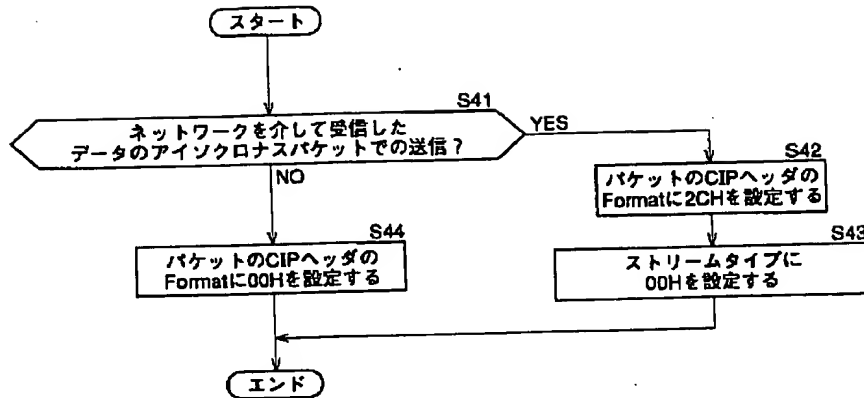 スタート
S41
ネットワークを介して受信した
データのアイソクロナスパケットでの送信？
YES
NO
S42
パケットのCIPヘッダの
Formatに2CHを設定する
S43
ストリームタイプに
00Hを設定する
S44
パケットのCIPヘッダの
Formatに00Hを設定する
エンド